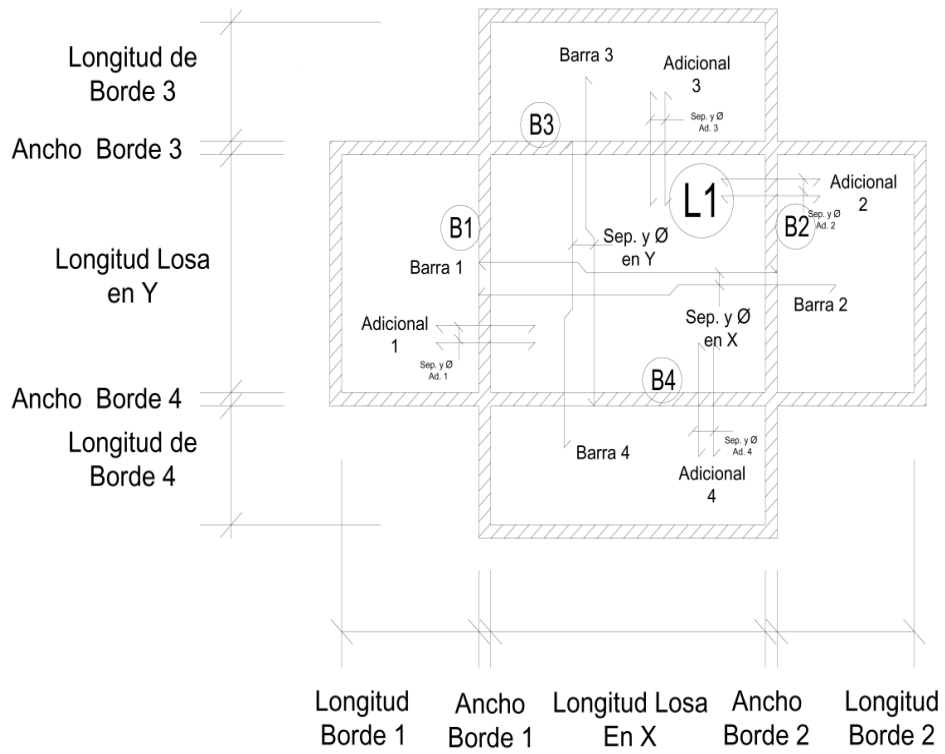 Longitud de
Borde 3
Ancho Borde 3
Longitud Losa
en Y
Ancho Borde 4
Longitud de
Borde 4
Barra 3
Adicional
3
Sep. y Ø
Ad. 3
B3
L1
Adicional
2
Sep. y Ø
Ad. 2
B2
B1
Sep. y Ø
en Y
Barra 1
Barra 2
Adicional
1
Sep. y Ø
Ad. 1
Sep. y Ø
en X
B4
Barra 4
Sep. y Ø
Ad. 4
Adicional
4
Longitud
Borde 1
Ancho
Borde 1
Longitud Losa
En X
Ancho
Borde 2
Longitud
Borde 2